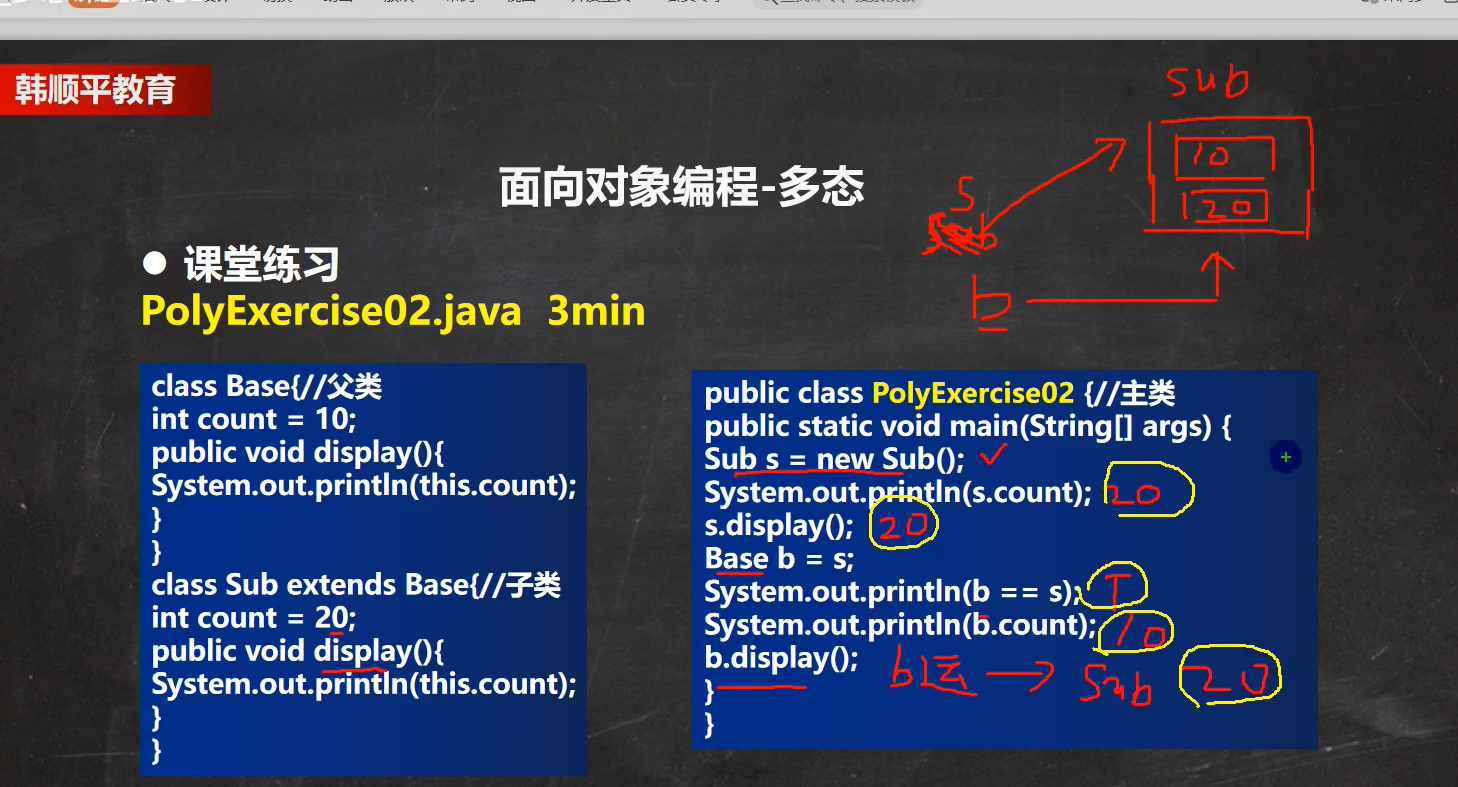 韩顺平教育
sub
10
20
s
b
面向对象编程-多态
● 课堂练习
PolyExercise02.java 3min
class Base{//父类
int count = 10;
public void display(){
System.out.println(this.count);
}
}
class Sub extends Base{//子类
int count = 20;
public void display(){
System.out.println(this.count);
}
}
public class PolyExercise02 {//主类
public static void main(String[] args) {
Sub s = new Sub();
System.out.println(s.count); 20
s.display(); 20
Base b = s;
System.out.println(b == s); T
System.out.println(b.count); 10
b.display(); b运 → Sub 20
}
}